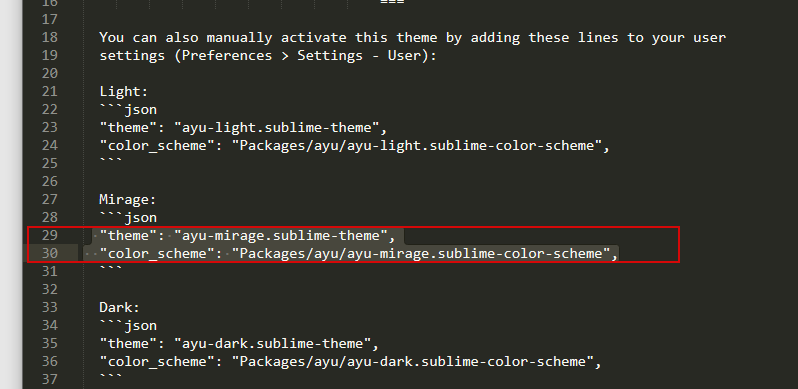 16 ===
17
18 You can also manually activate this theme by adding these lines to your user
19 settings (Preferences > Settings - User):
20
21 Light:
22 ```json
23 "theme": "ayu-light.sublime-theme",
24 "color_scheme": "Packages/ayu/ayu-light.sublime-color-scheme",
25 ```
26
27 Mirage:
28 ```json
29 "theme": "ayu-mirage.sublime-theme",
30 "color_scheme": "Packages/ayu/ayu-mirage.sublime-color-scheme",
31 ```
32
33 Dark:
34 ```json
35 "theme": "ayu-dark.sublime-theme",
36 "color_scheme": "Packages/ayu/ayu-dark.sublime-color-scheme",
37 ```